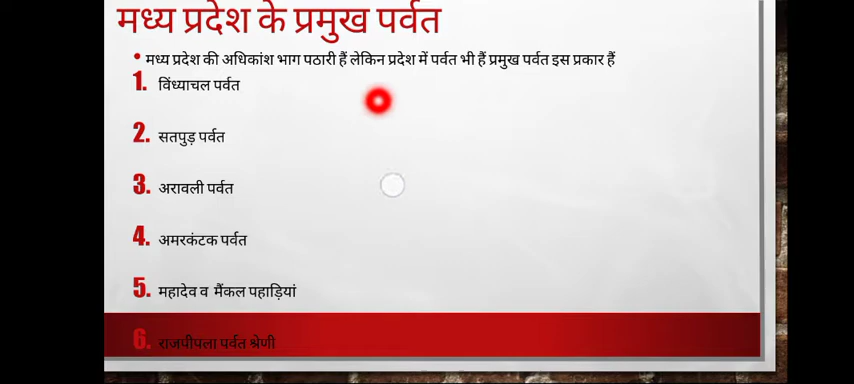 मध्य प्रदेश के प्रमुख पर्वत
• मध्य प्रदेश की अधिकांश भाग पठारी हैं लेकिन प्रदेश में पर्वत भी हैं प्रमुख पर्वत इस प्रकार हैं
1. विंध्याचल पर्वत
2. सतपुड़ पर्वत
3. अरावली पर्वत
4. अमरकंटक पर्वत
5. महादेव व मैंकल पहाड़ियां
6. राजपीपला पर्वत श्रेणी